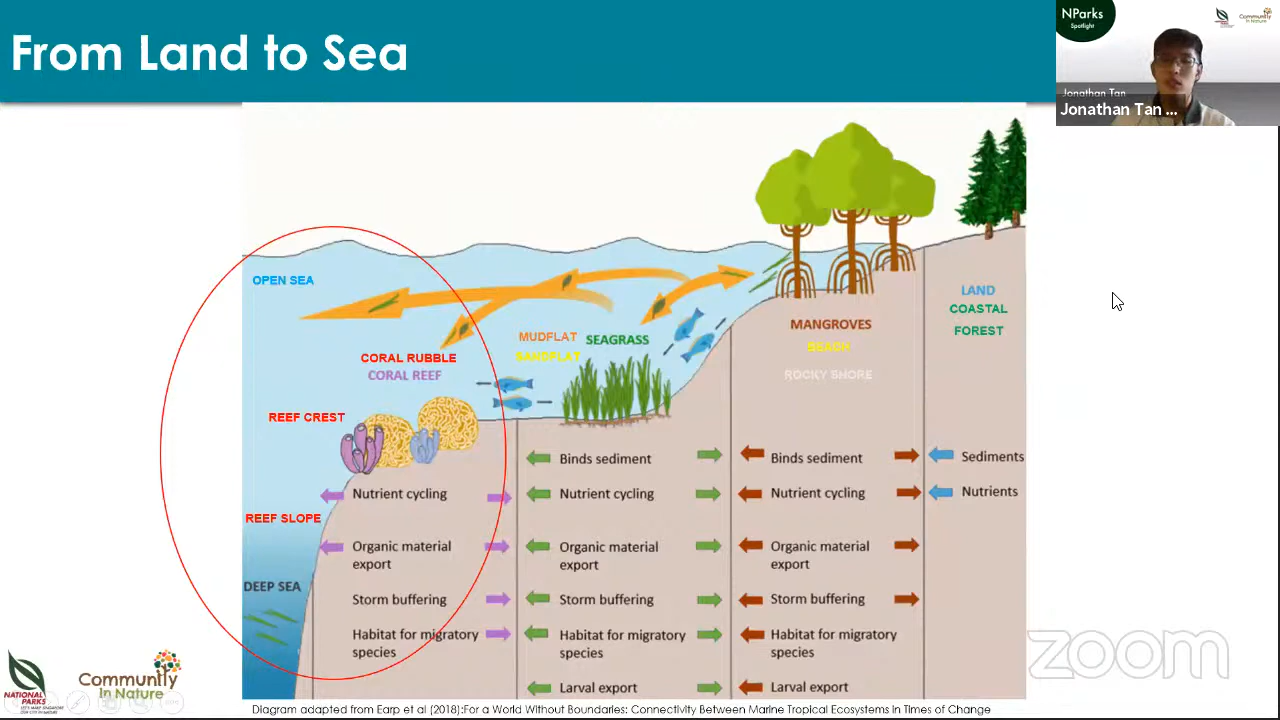 From Land to Sea
NParks
Spotlight
Community
in Nature
Jonathan Tan
Jonathan Tan ...
OPEN SEA
MUDFLAT
SANDFLAT
SEAGRASS
CORAL RUBBLE
CORAL REEF
REEF CREST
REEF SLOPE
DEEP SEA
MANGROVES
BEACH
ROCKY SHORE
LAND
COASTAL
FOREST
Nutrient cycling
Organic material
export
Storm buffering
Habitat for migratory
species
Binds sediment
Nutrient cycling
Organic material
export
Storm buffering
Habitat for migratory
species
Larval export
Binds sediment
Nutrient cycling
Organic material
export
Storm buffering
Habitat for migratory
species
Larval export
Sediments
Nutrients
zoom
NATIONAL
PARKS
Community
in Nature
Diagram adapted from Earp et al (2018)-For a World Without Boundaries: Connectivity Between Marine Tropical Ecosystems in Times of Change